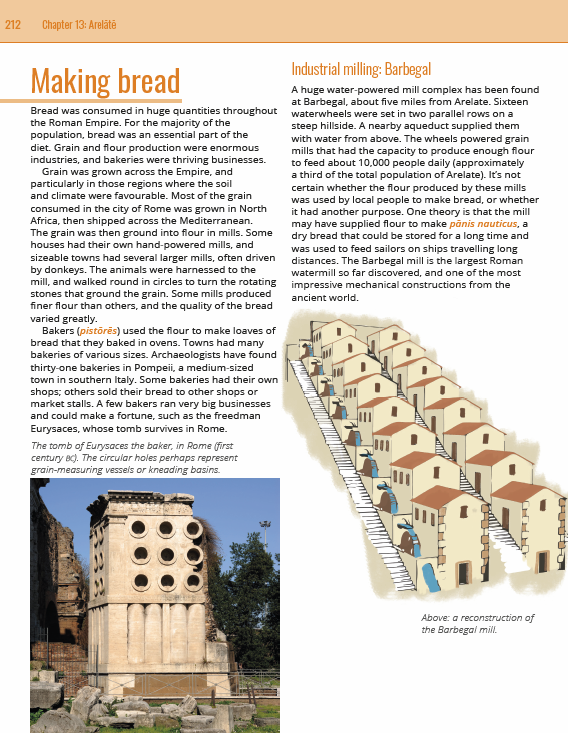 212 Chapter 13: Arelātē
Making bread
Bread was consumed in huge quantities throughout
the Roman Empire. For the majority of the
population, bread was an essential part of the
diet. Grain and flour production were enormous
industries, and bakeries were thriving businesses.
Grain was grown across the Empire, and
particularly in those regions where the soil
and climate were favourable. Most of the grain
consumed in the city of Rome was grown in North
Africa, then shipped across the Mediterranean.
The grain was then ground into flour in mills. Some
houses had their own hand-powered mills, and
sizeable towns had several larger mills, often driven
by donkeys. The animals were harnessed to the
mill, and walked round in circles to turn the rotating
stones that ground the grain. Some mills produced
finer flour than others, and the quality of the bread
varied greatly.
Bakers (pistōrēs) used the flour to make loaves of
bread that they baked in ovens. Towns had many
bakeries of various sizes. Archaeologists have found
thirty-one bakeries in Pompeii, a medium-sized
town in southern Italy. Some bakeries had their own
shops; others sold their bread to other shops or
market stalls. A few bakers ran very big businesses
and could make a fortune, such as the freedman
Eurysaces, whose tomb survives in Rome.
The tomb of Eurysaces the baker, in Rome (first
century BC). The circular holes perhaps represent
grain-measuring vessels or kneading basins.
Industrial milling: Barbegal
A huge water-powered mill complex has been found
at Barbegal, about five miles from Arelate. Sixteen
waterwheels were set in two parallel rows on a
steep hillside. A nearby aqueduct supplied them
with water from above. The wheels powered grain
mills that had the capacity to produce enough flour
to feed about 10,000 people daily (approximately
a third of the total population of Arelate). It's not
certain whether the flour produced by these mills
was used by local people to make bread, or whether
it had another purpose. One theory is that the mill
may have supplied flour to make pānis nauticus, a
dry bread that could be stored for a long time and
was used to feed sailors on ships travelling long
distances. The Barbegal mill is the largest Roman
watermill so far discovered, and one of the most
impressive mechanical constructions from the
ancient world.
Above: a reconstruction of
the Barbegal mill.